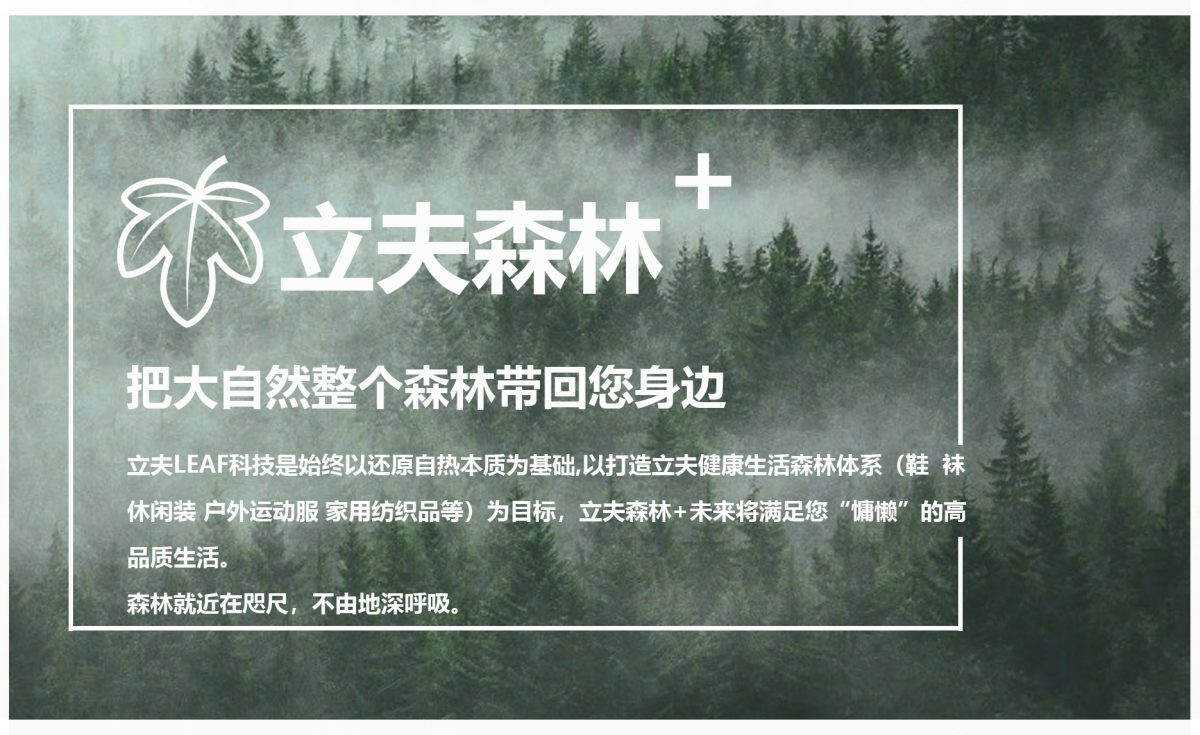 立夫森林+
把大自然整个森林带回您身边
立夫LEAF科技是始终以还原自热本质为基础,以打造立夫健康生活森林体系（鞋 袜
休闲装 户外运动服 家用纺织品等）为目标，立夫森林+未来将满足您“慵懒”的高
品质生活。
森林就近在咫尺，不由地深呼吸。